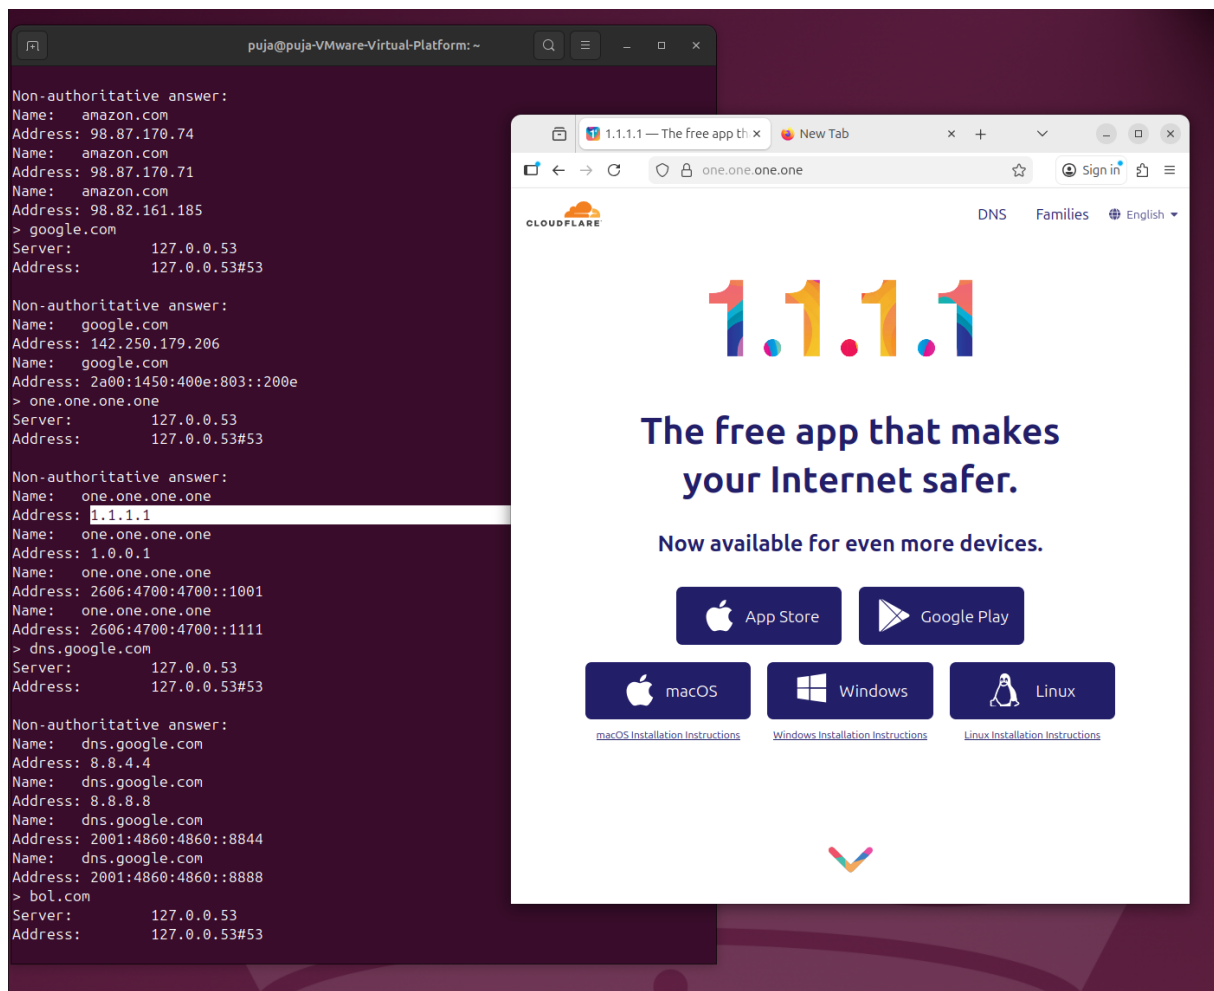 puja@puja-VMware-Virtual-Platform: ~
Non-authoritative answer:
Name:   amazon.com
Address: 98.87.170.74
Name:   amazon.com
Address: 98.87.170.71
Name:   amazon.com
Address: 98.82.161.185
> google.com
Server:         127.0.0.53
Address:        127.0.0.53#53
Non-authoritative answer:
Name:   google.com
Address: 142.250.179.206
Name:   google.com
Address: 2a00:1450:400e:803::200e
> one.one.one.one
Server:         127.0.0.53
Address:        127.0.0.53#53
Non-authoritative answer:
Name:   one.one.one.one
Address: 1.1.1.1
Name:   one.one.one.one
Address: 1.0.0.1
Name:   one.one.one.one
Address: 2606:4700:4700::1001
Name:   one.one.one.one
Address: 2606:4700:4700::1111
> dns.google.com
Server:         127.0.0.53
Address:        127.0.0.53#53
Non-authoritative answer:
Name:   dns.google.com
Address: 8.8.4.4
Name:   dns.google.com
Address: 8.8.8.8
Name:   dns.google.com
Address: 2001:4860:4860::8844
Name:   dns.google.com
Address: 2001:4860:4860::8888
> bol.com
Server:         127.0.0.53
Address:        127.0.0.53#53
1.1.1.1 — The free app th
New Tab
one.one.one.one
Sign in
CLOUDFLARE
DNS
Families
English
1.1.1.1
The free app that makes
your Internet safer.
Now available for even more devices.
App Store
Google Play
macOS
Windows
Linux
macOS Installation Instructions
Windows Installation Instructions
Linux Installation Instructions